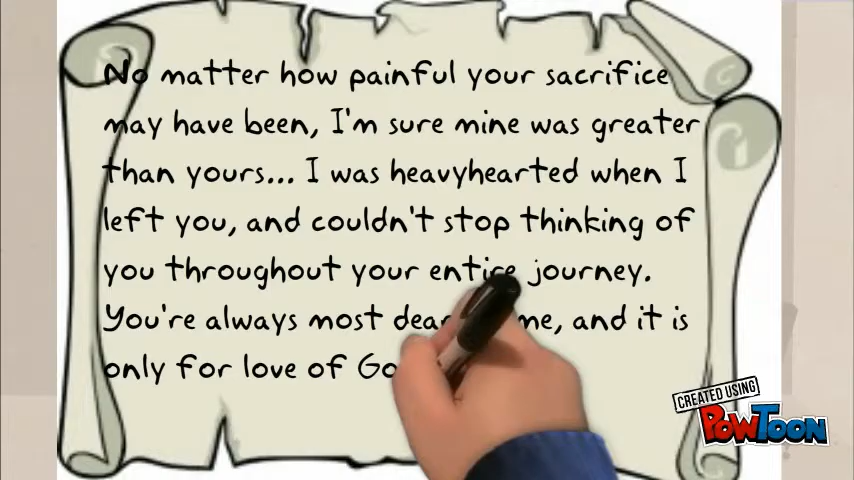 No matter how painful your sacrifice
may have been, I'm sure mine was greater
than yours... I was heavyhearted when I
left you, and couldn't stop thinking of
you throughout your entire journey.
You're always most dear me, and it is
only for love of
CREATED USING
POWTOON